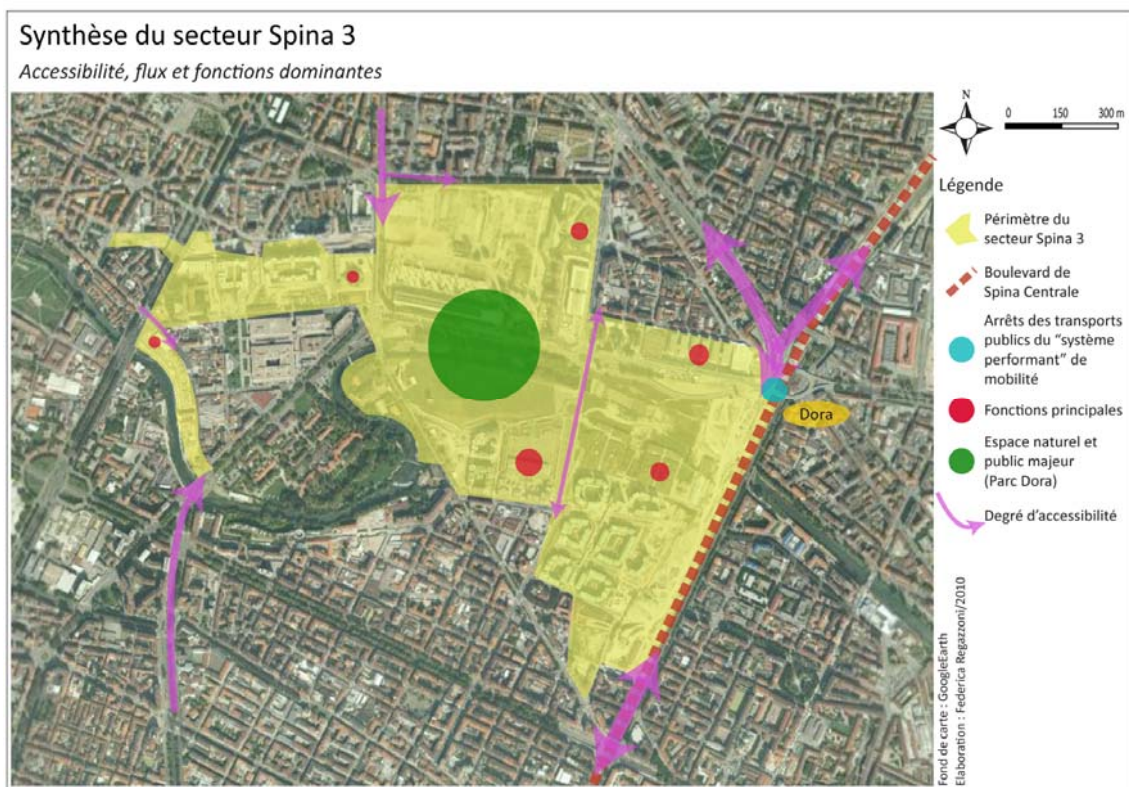 Synthèse du secteur Spina 3
Accessibilité, flux et fonctions dominantes
N
0 150 300 m
Légende
Périmètre du
secteur Spina 3
Boulevard de
Spina Centrale
Arrêts des transports
publics du "système
performant" de
mobilité
Fonctions principales
Espace naturel et
public majeur
(Parc Dora)
Degré d'accessibilité
Dora
Fond de carte : GoogleEarth
Elaboration : Federica Regazzoni/2010